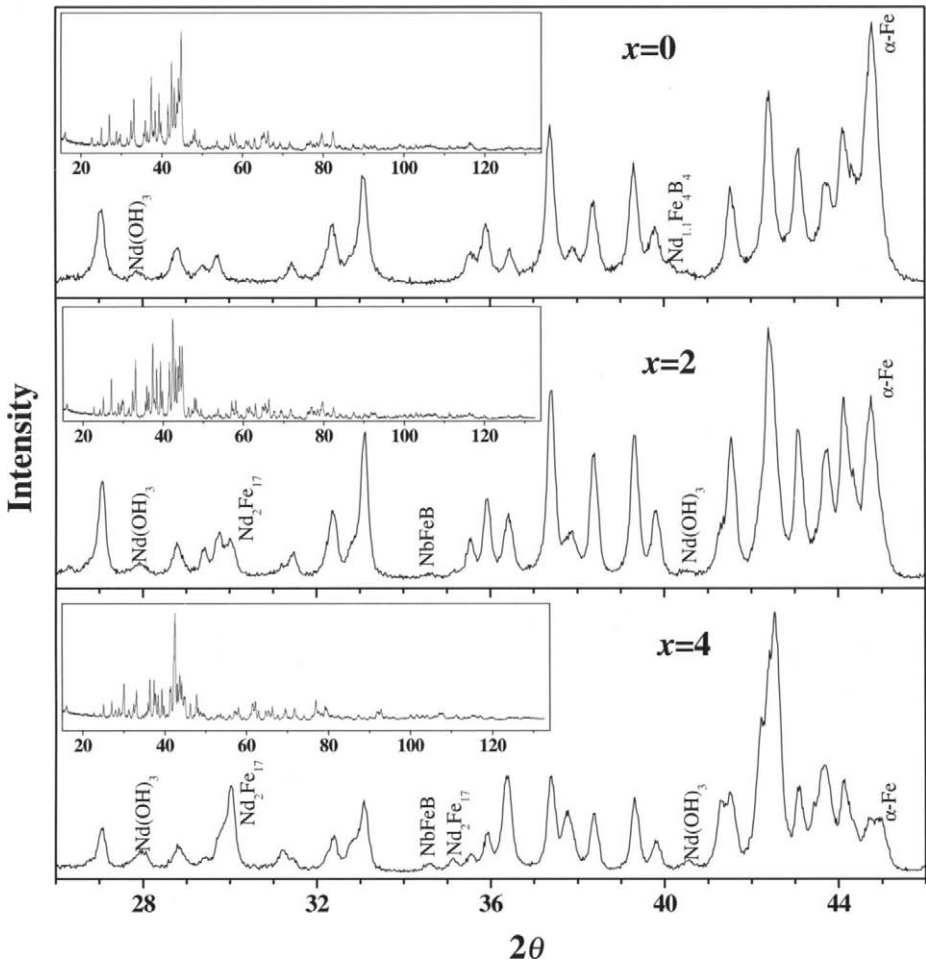 x=0
α-Fe
Nd(OH)3
Nd1.1Fe4B4
20 40 60 80 100 120
x=2
α-Fe
Nd(OH)3
Nd2Fe17
NbFeB
Nd(OH)3
20 40 60 80 100 120
Intensity
x=4
α-Fe
Nd(OH)3
Nd2Fe17
NbFeB
Nd2Fe17
Nd(OH)3
20 40 60 80 100 120
28 32 36 40 44
2θ